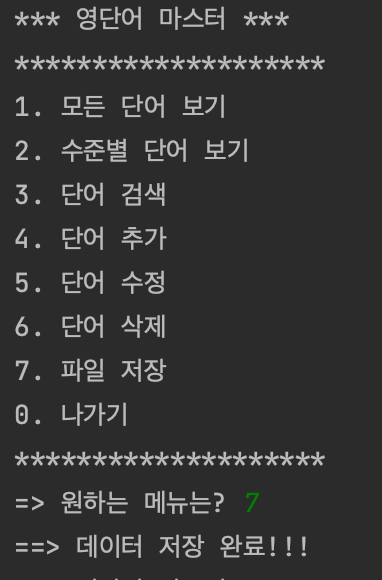 *** 영단어 마스터 ***
********************
1. 모든 단어 보기
2. 수준별 단어 보기
3. 단어 검색
4. 단어 추가
5. 단어 수정
6. 단어 삭제
7. 파일 저장
0. 나가기
********************
=> 원하는 메뉴는? 7
==> 데이터 저장 완료!!!